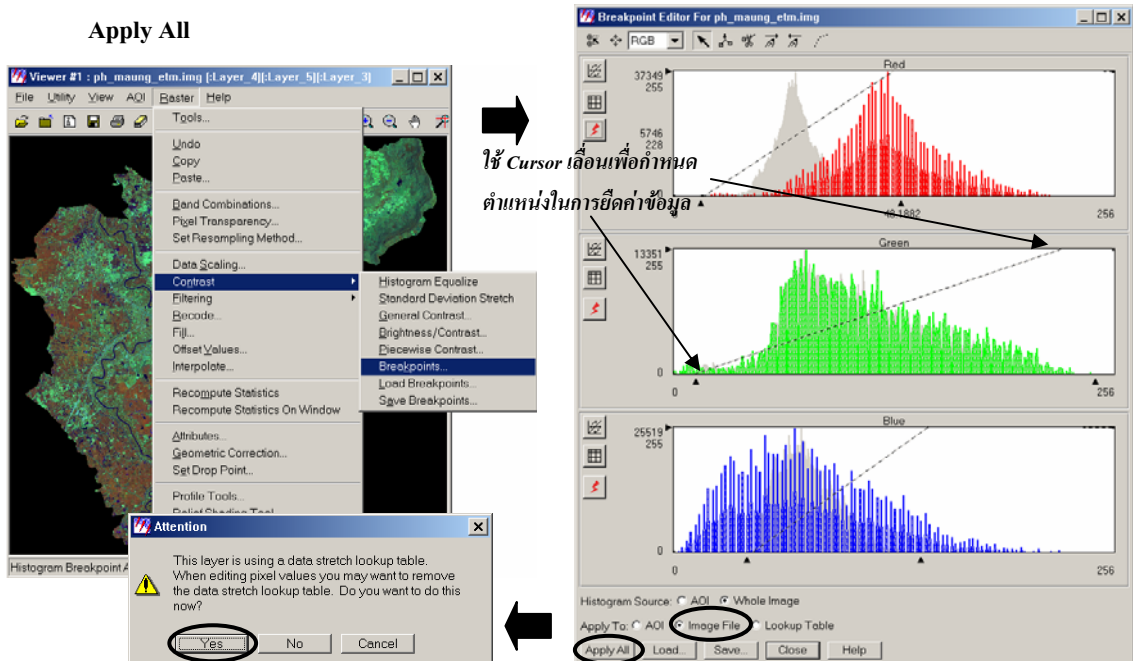 Apply All
Viewer #1 : ph_maung_etm.img [:Layer_4][:Layer_5][:Layer_3]
File Utility View AOI Raster Help
Tools...
Undo
Copy
Paste...
Band Combinations...
Pixel Transparency...
Set Resampling Method...
Data Scaling...
Contrast
Filtering
Recode...
Fill...
Offset Values...
Interpolate...
Recompute Statistics
Recompute Statistics On Window
Attributes...
Geometric Correction...
Set Drop Point...
Profile Tools...
Histogram Equalize
Standard Deviation Stretch
General Contrast...
Brightness/Contrast...
Piecewise Contrast...
Breakpoints...
Load Breakpoints...
Save Breakpoints...
Histogram Breakpoint
Attention
This layer is using a data stretch lookup table.
When editing pixel values you may want to remove
the data stretch lookup table. Do you want to do this
now?
Yes No Cancel
ใช้ Cursor เลื่อนเพื่อกำหนด
ตำแหน่งในการยืดค่าข้อมูล
Breakpoint Editor For ph_maung_etm.img
RGB
Red
37349
255
5746
228
0
48.1882
256
Green
13351
255
0
0
256
Blue
25519
255
0
0
256
Histogram Source: AOI Whole Image
Apply To: AOI Image File Lookup Table
Apply All Load... Save... Close Help